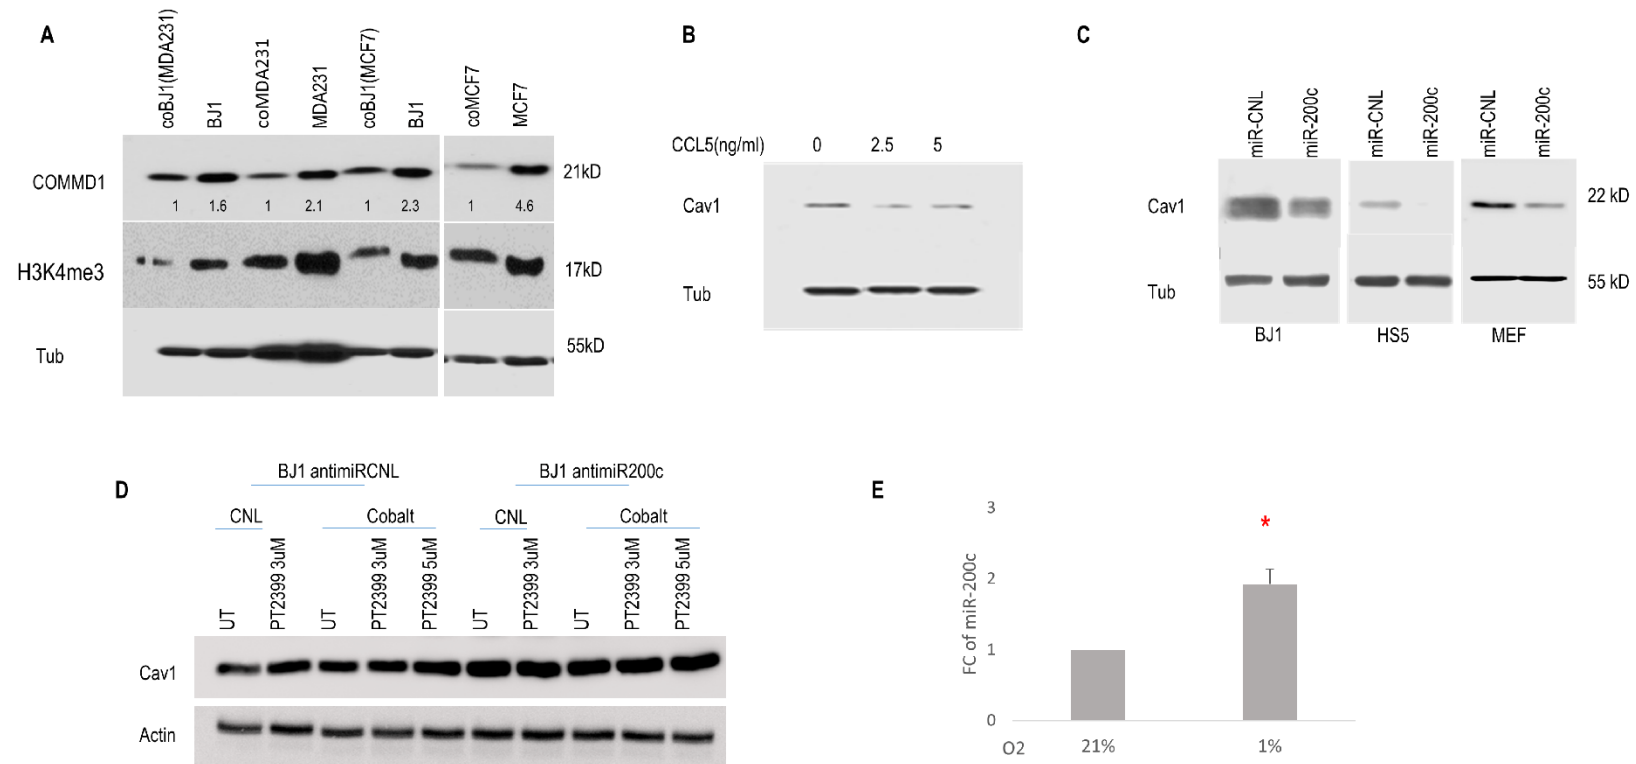 A
coBJ1(MDA231)
BJ1
coMDA231
MDA231
coBJ1(MCF7)
BJ1
coMCF7
MCF7
COMMD1
21kD
1 1.6 1 2.1 1 2.3 1 4.6
H3K4me3
17kD
Tub
55kD
B
CCL5(ng/ml) 0 2.5 5
Cav1
Tub
C
miR-CNL
miR-200c
miR-CNL
miR-200c
miR-CNL
miR-200c
Cav1
22 kD
Tub
55 kD
BJ1 HS5 MEF
D
BJ1 antimiRCNL BJ1 antimiR200c
CNL Cobalt CNL Cobalt
UT
PT2399 3uM
UT
PT2399 3uM
PT2399 5uM
UT
PT2399 3uM
UT
PT2399 3uM
PT2399 5uM
Cav1
Actin
E
FC of miR-200c
3
2
1
0
*
O2 21% 1%